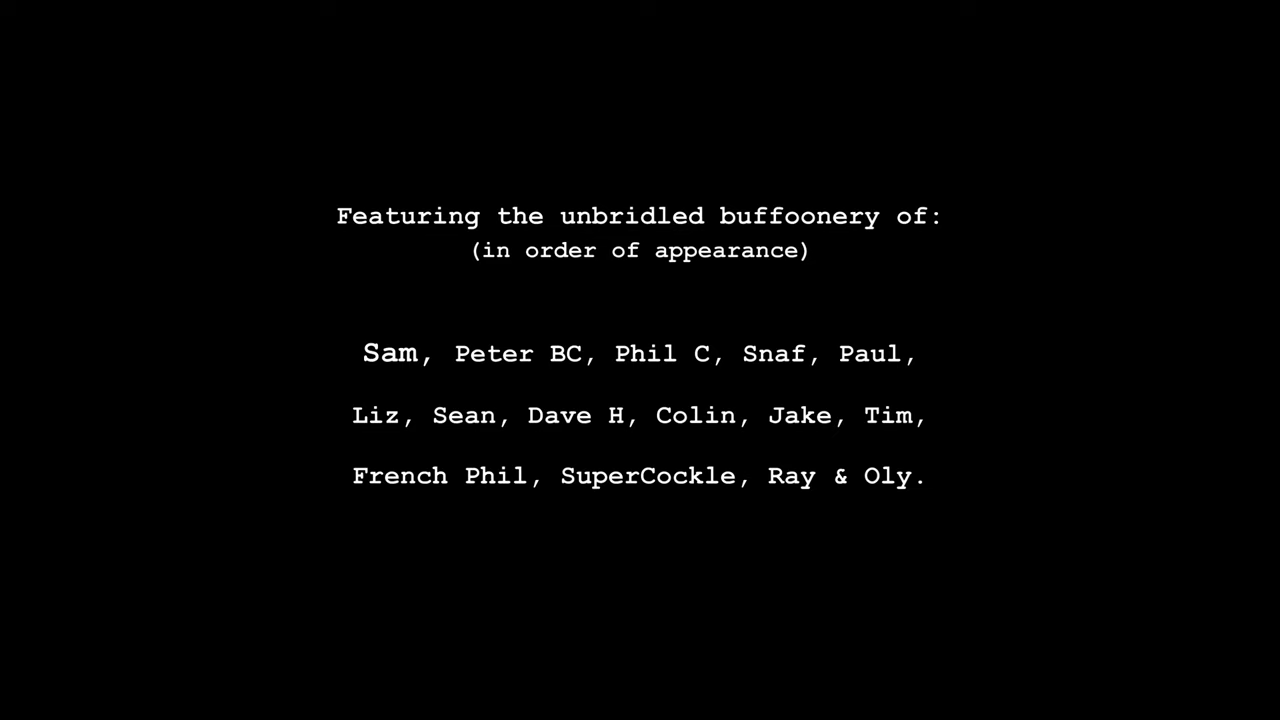 Featuring the unbridled buffoonery of:
(in order of appearance)
Sam, Peter BC, Phil C, Snaf, Paul,
Liz, Sean, Dave H, Colin, Jake, Tim,
French Phil, SuperCockle, Ray & Oly.